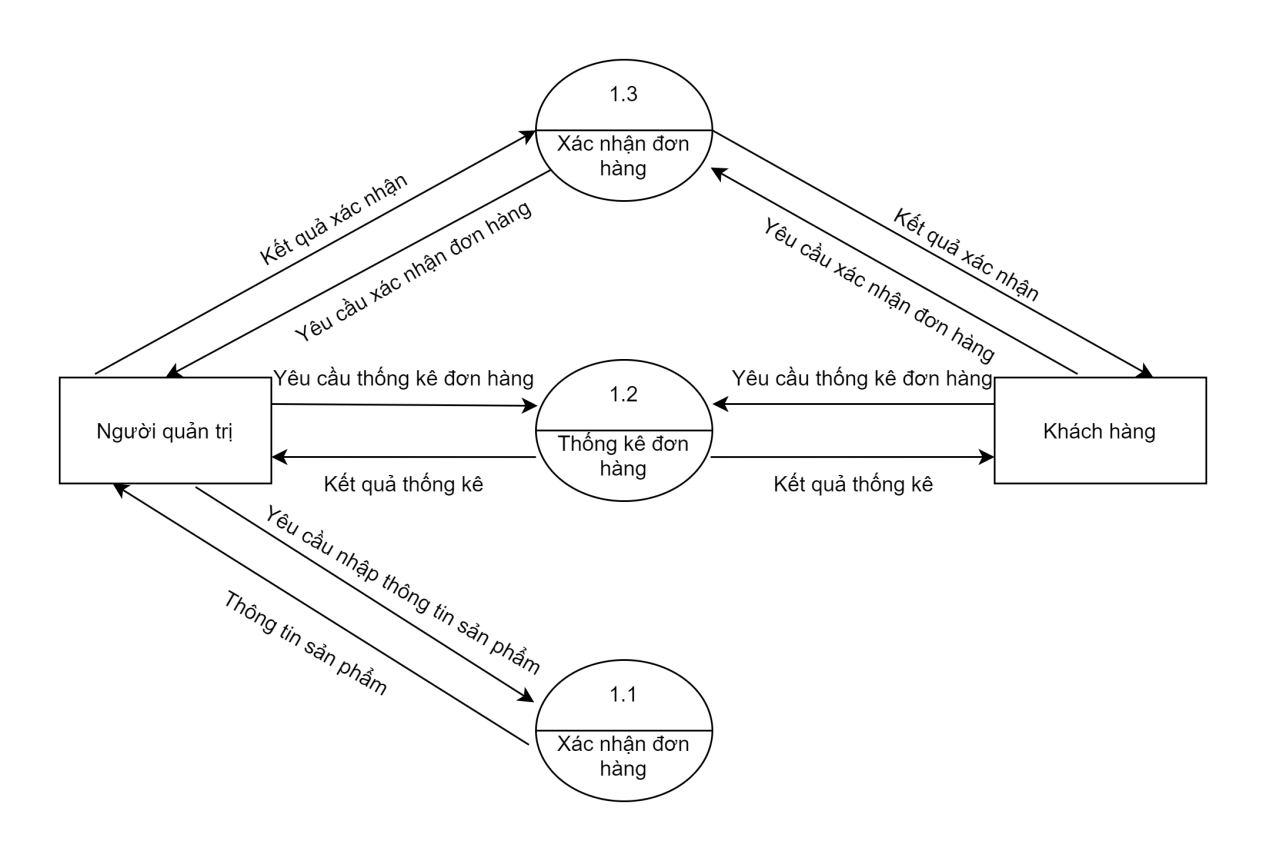 1.3
Xác nhận đơn
hàng
Kết quả xác nhận
Yêu cầu xác nhận đơn hàng
Kết quả xác nhận
Yêu cầu xác nhận đơn hàng
Yêu cầu thống kê đơn hàng
1.2
Yêu cầu thống kê đơn hàng
Người quản trị
Thống kê đơn
hàng
Khách hàng
Kết quả thống kê
Kết quả thống kê
Yêu cầu nhập thông tin sản phẩm
Thông tin sản phẩm
1.1
Xác nhận đơn
hàng